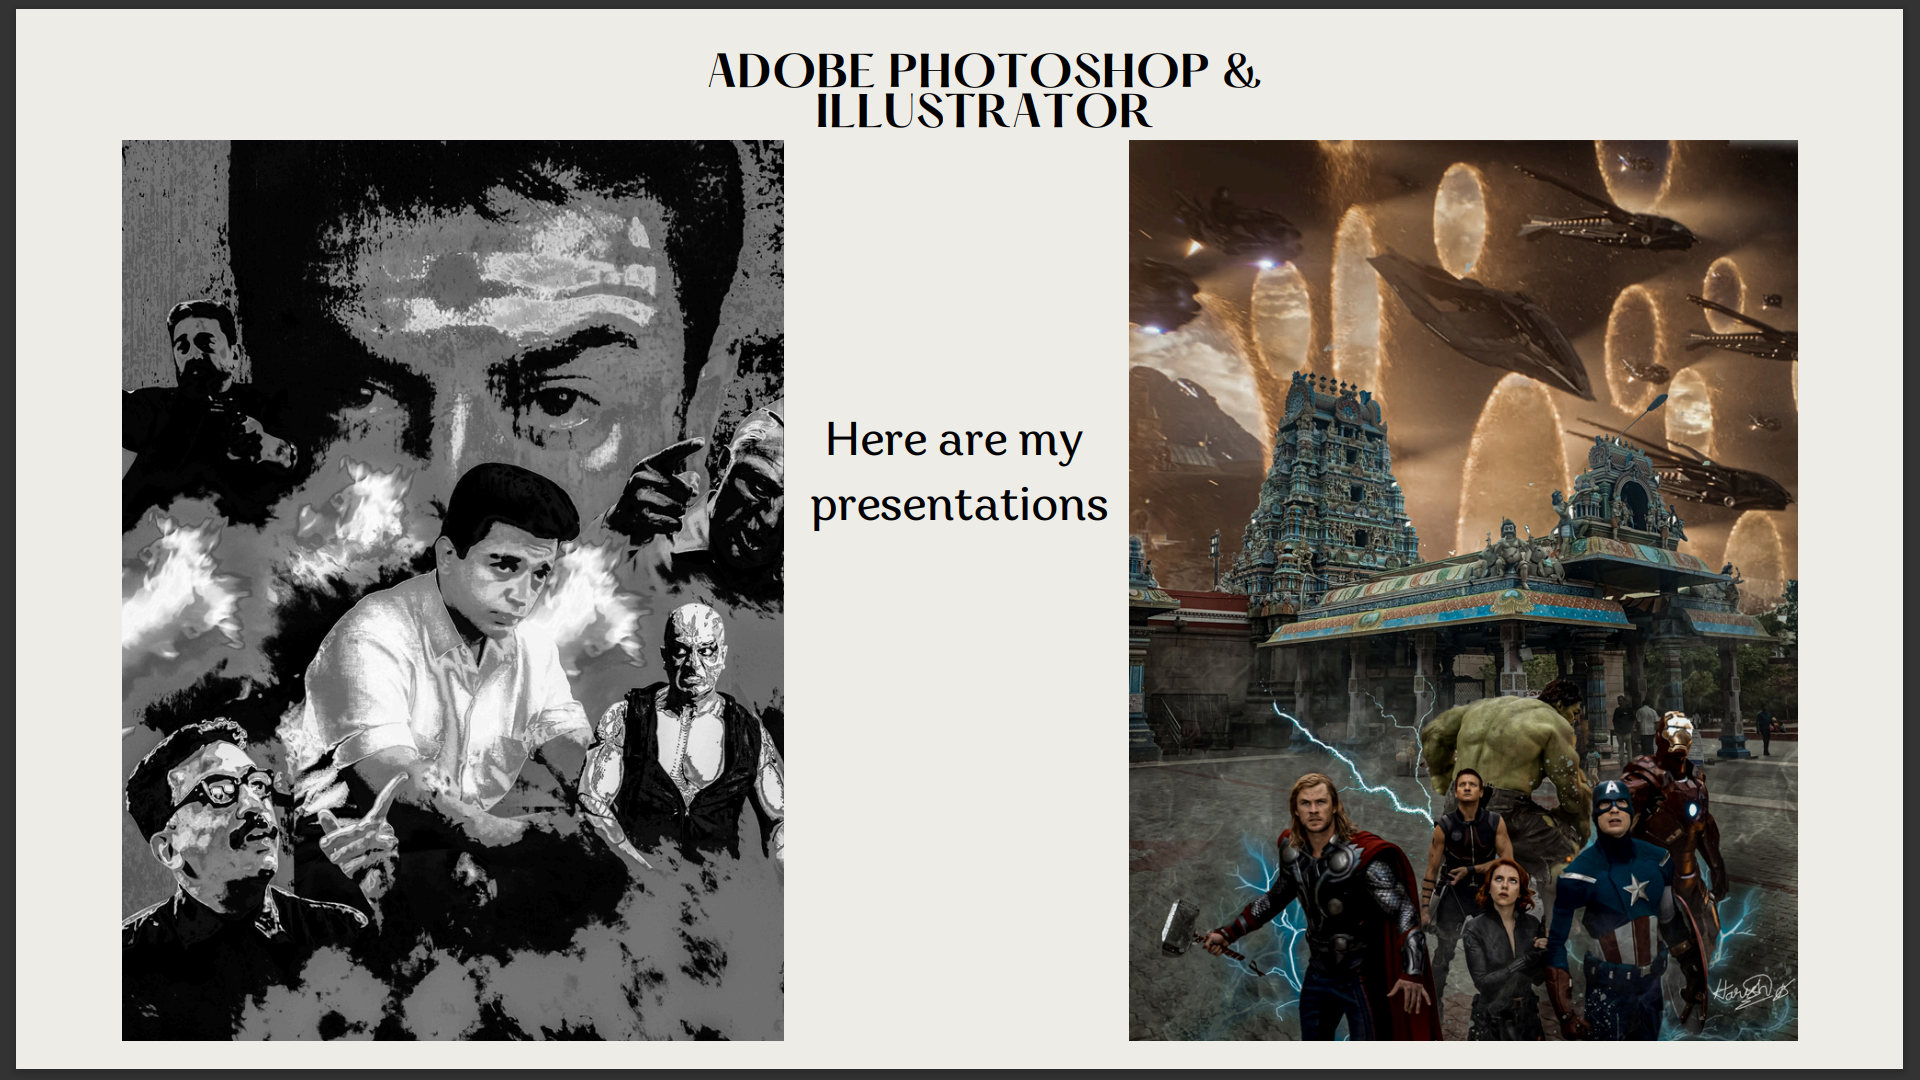 ADOBE PHOTOSHOP &
ILLUSTRATOR
Here are my
presentations
A